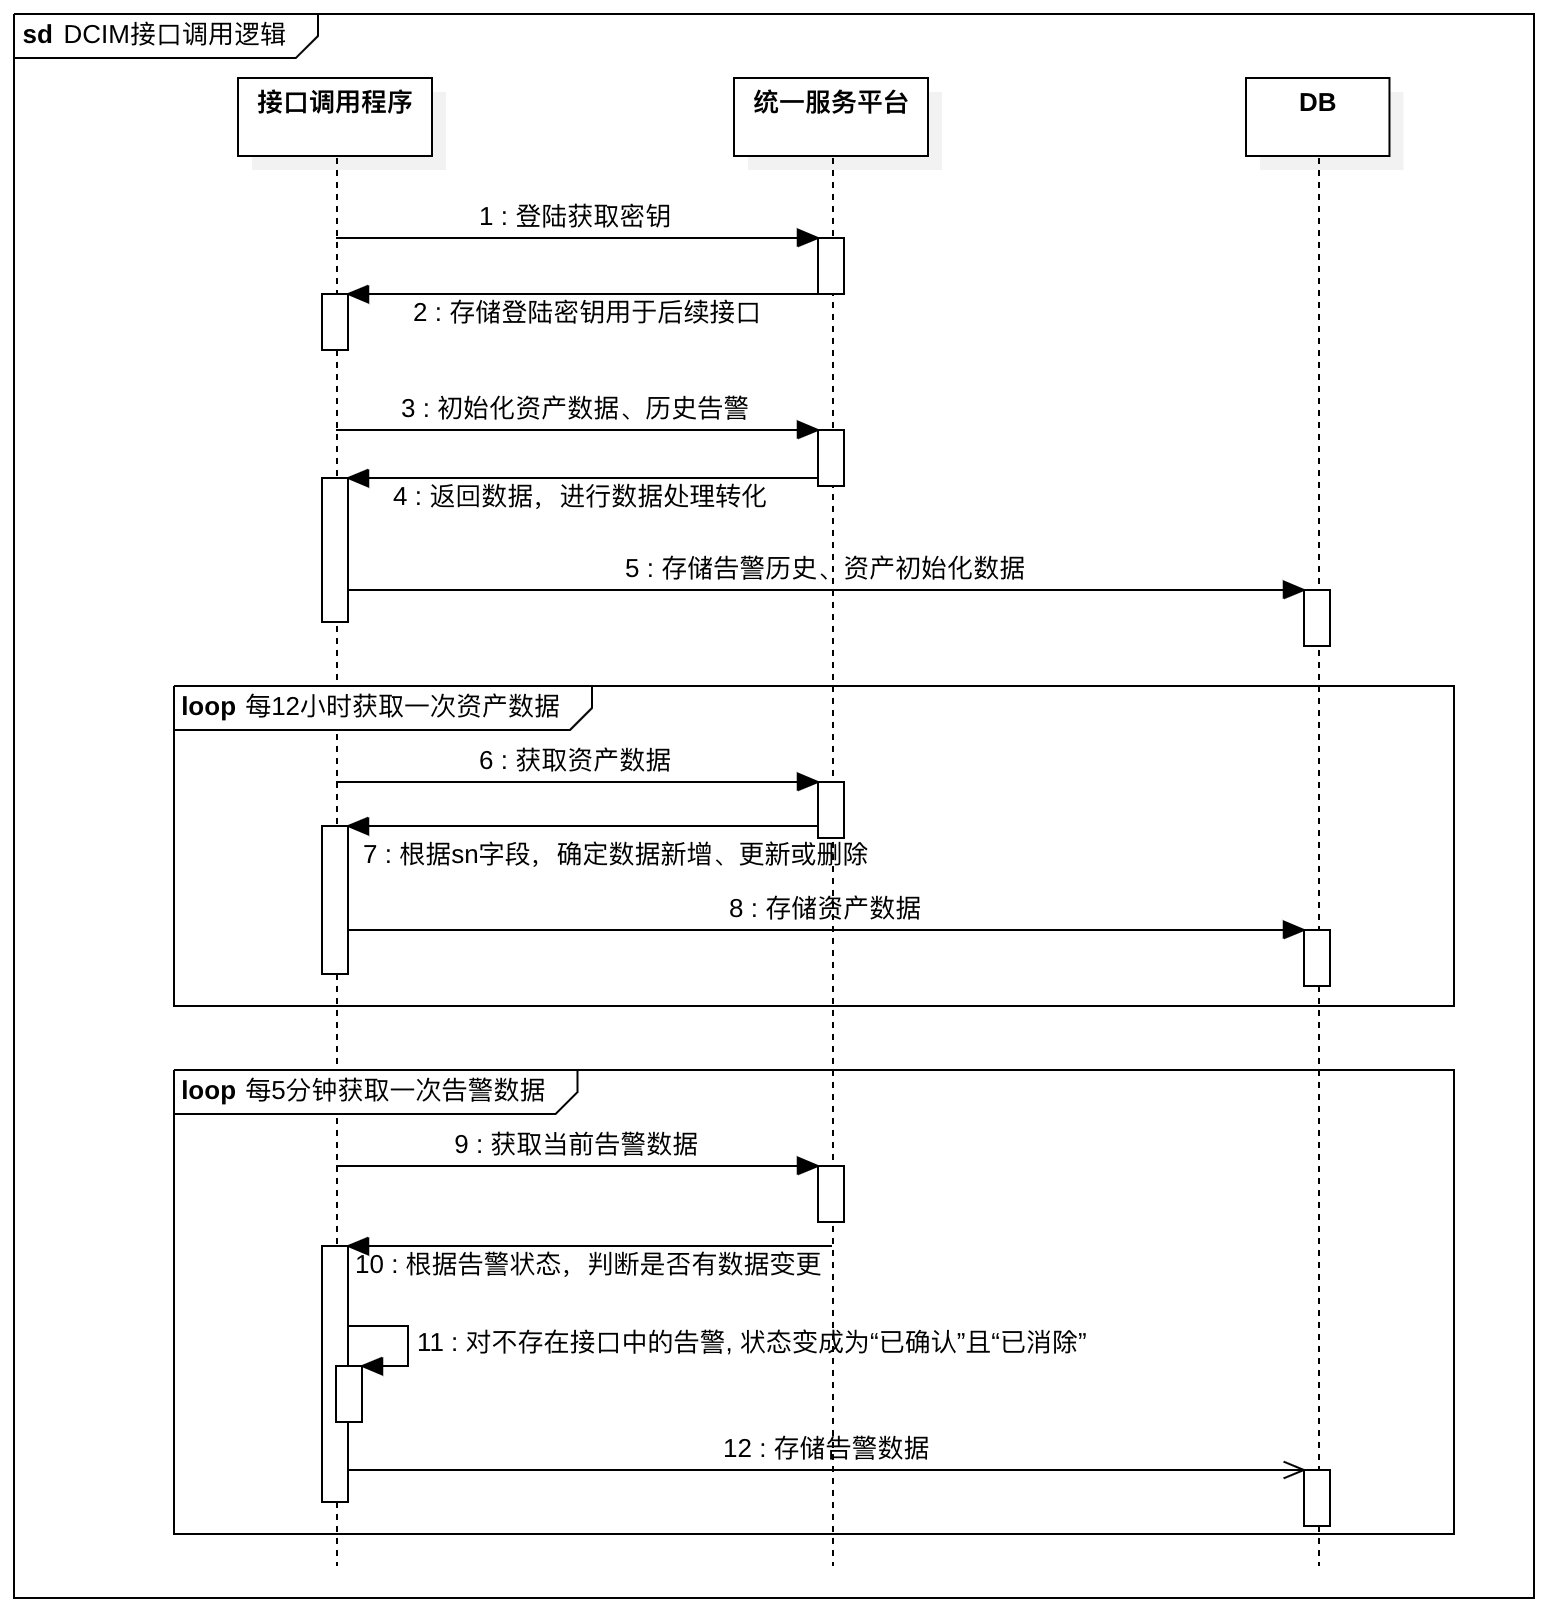 sd DCIM接口调用逻辑
接口调用程序
统一服务平台
DB
1 : 登陆获取密钥
2 : 存储登陆密钥用于后续接口
3 : 初始化资产数据、历史告警
4 : 返回数据，进行数据处理转化
5 : 存储告警历史、资产初始化数据
loop 每12小时获取一次资产数据
6 : 获取资产数据
7 : 根据sn字段，确定数据新增、更新或删除
8 : 存储资产数据
loop 每5分钟获取一次告警数据
9 : 获取当前告警数据
10 : 根据告警状态，判断是否有数据变更
11 : 对不存在接口中的告警, 状态变成为“已确认”且“已消除”
12 : 存储告警数据